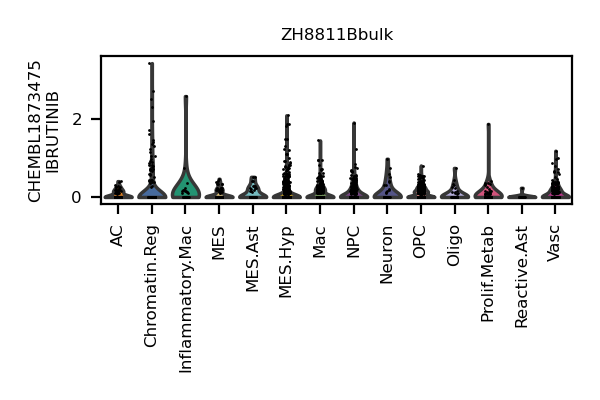 ZH8811Bbulk
CHEMBL1873475
IBRUTINIB
2
0
AC
Chromatin.Reg
Inflammatory.Mac
MES
MES.Ast
MES.Hyp
Mac
NPC
Neuron
OPC
Oligo
Prolif.Metab
Reactive.Ast
Vasc